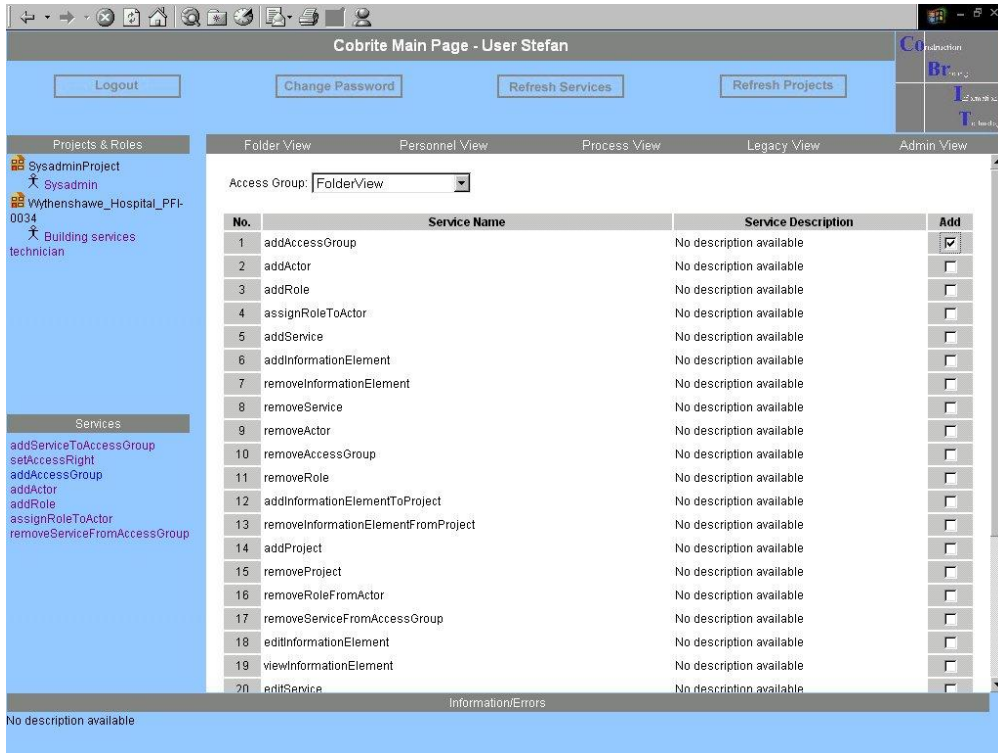 Cobrite Main Page - User Stefan
Construction
Br
I
T
Logout
Change Password
Refresh Services
Refresh Projects
Projects & Roles
SysadminProject
Sysadmin
Wythenshawe_Hospital_PFI-
0034
Building services
technician
Folder View
Personnel View
Process View
Legacy View
Admin View
Access Group: FolderView
No. Service Name Service Description Add
1 addAccessGroup No description available
2 addActor No description available
3 addRole No description available
4 assignRoleToActor No description available
5 addService No description available
6 addInformationElement No description available
7 removeInformationElement No description available
8 removeService No description available
9 removeActor No description available
10 removeAccessGroup No description available
11 removeRole No description available
12 addInformationElementToProject No description available
13 removeInformationElementFromProject No description available
14 addProject No description available
15 removeProject No description available
16 removeRoleFromActor No description available
17 removeServiceFromAccessGroup No description available
18 editInformationElement No description available
19 viewInformationElement No description available
20 editService No description available
Services
addServiceToAccessGroup
setAccessRight
addAccessGroup
addActor
addRole
assignRoleToActor
removeServiceFromAccessGroup
Information/Errors
No description available